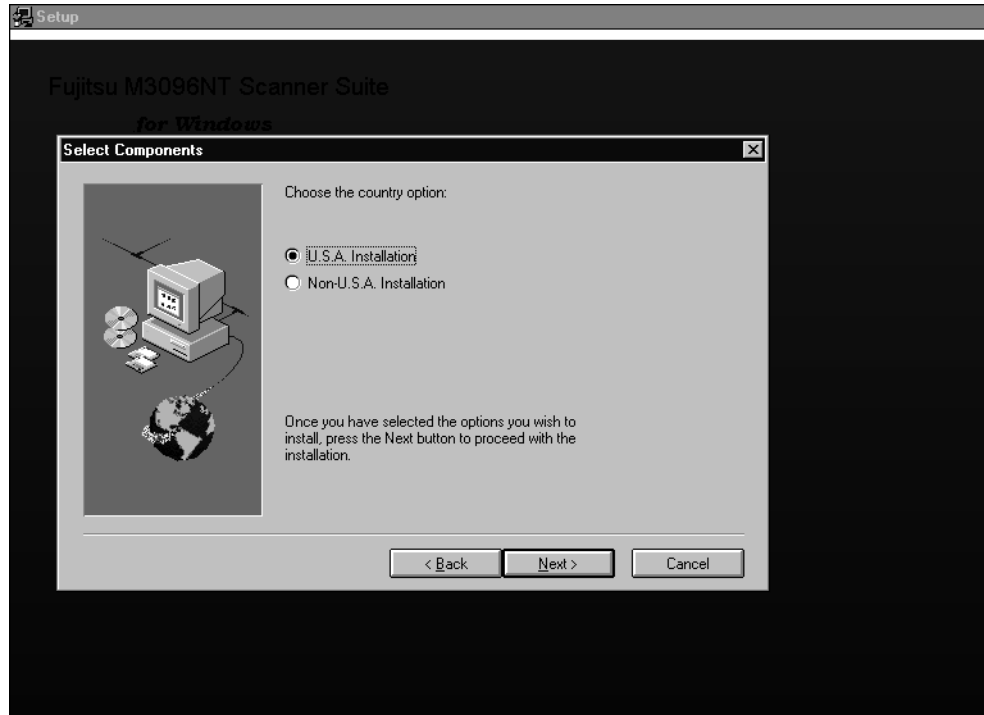 Setup
Fujitsu M3096NT Scanner Suite
for Windows
Select Components
Choose the country option:
U.S.A. Installation
Non-U.S.A. Installation
Once you have selected the options you wish to
install, press the Next button to proceed with the
installation.
< Back
Next >
Cancel